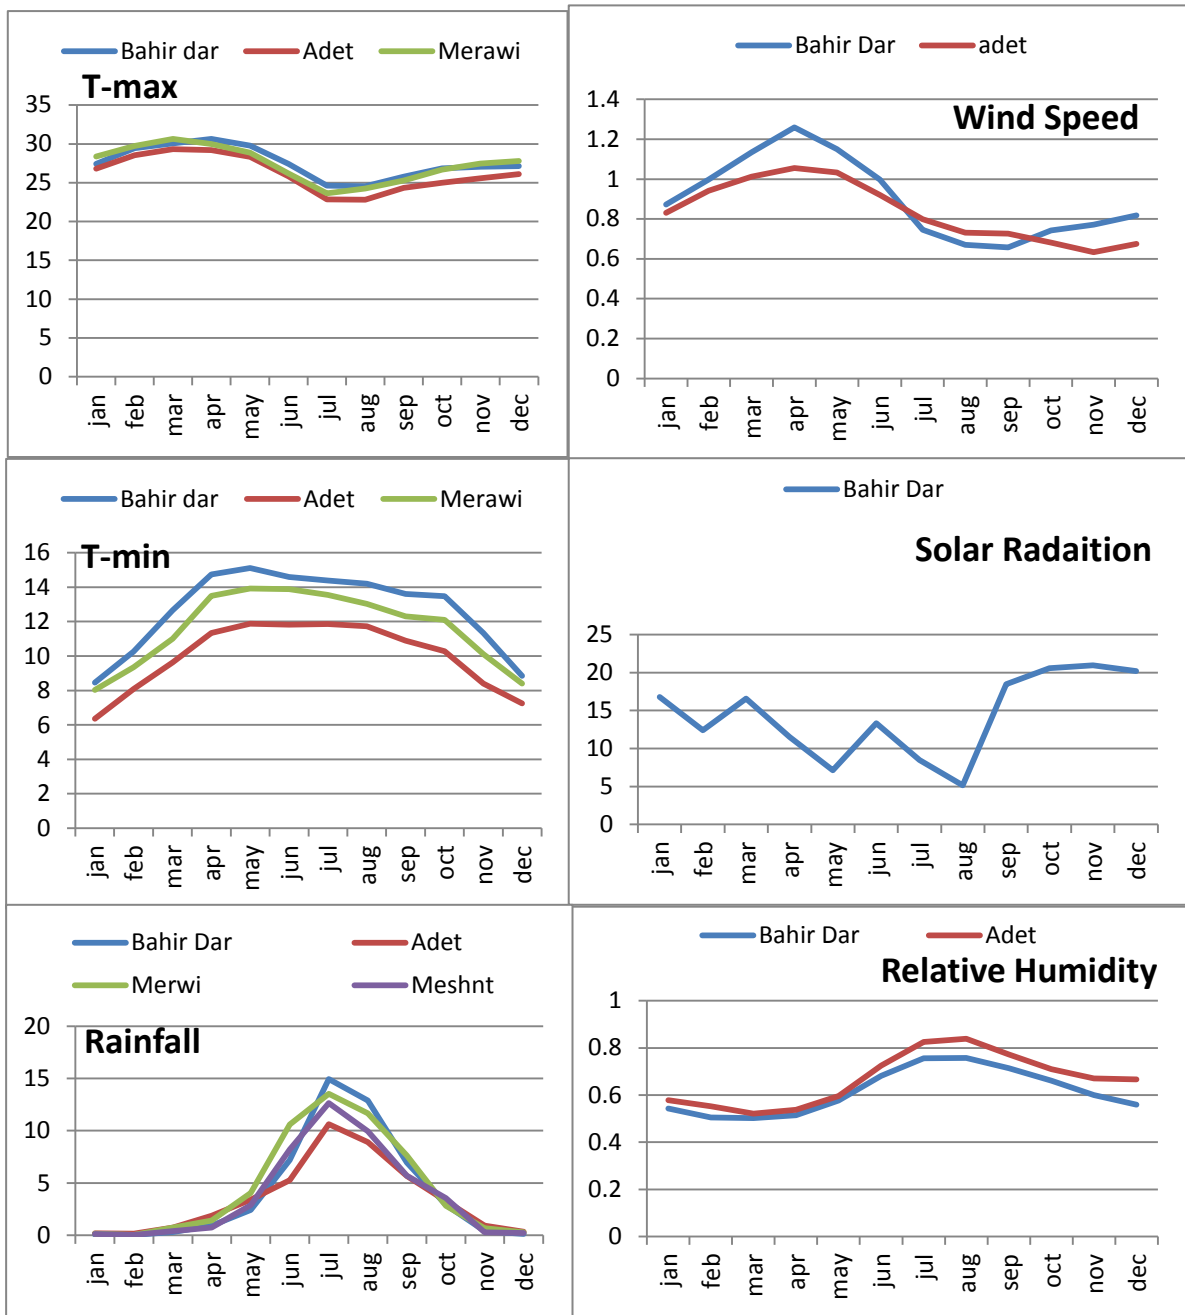 Bahir dar Adet Merawi
T-max
35
30
25
20
15
10
5
0
jan feb mar apr may jun jul aug sep oct nov dec
Bahir Dar adet
Wind Speed
1.4
1.2
1
0.8
0.6
0.4
0.2
0
jan feb mar apr may jun jul aug sep oct nov dec
Bahir dar Adet Merawi
T-min
16
14
12
10
8
6
4
2
0
jan feb mar apr may jun jul aug sep oct nov dec
Bahir Dar
Solar Radaition
25
20
15
10
5
0
jan feb mar apr may jun jul aug sep oct nov dec
Bahir Dar Adet
Merwi Meshnt
Rainfall
20
15
10
5
0
jan feb mar apr may jun jul aug sep oct nov dec
Bahir Dar Adet
Relative Humidity
1
0.8
0.6
0.4
0.2
0
jan feb mar apr may jun jul aug sep oct nov dec